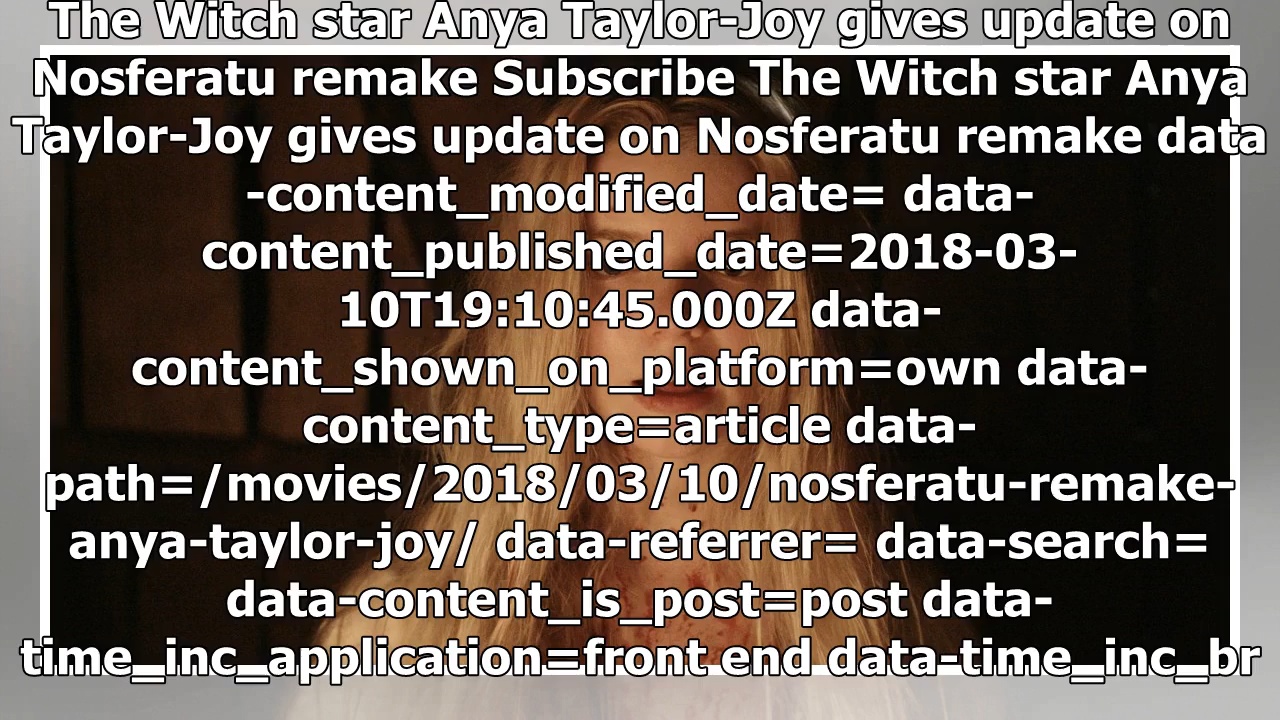 The Witch star Anya Taylor-Joy gives update on
Nosferatu remake Subscribe The Witch star Anya
Taylor-Joy gives update on Nosferatu remake data
-content_modified_date= data-
content_published_date=2018-03-
10T19:10:45.000Z data-
content_shown_on_platform=own data-
content_type=article data-
path=/movies/2018/03/10/nosferatu-remake-
anya-taylor-joy/ data-referrer= data-search=
data-content_is_post=post data-
time_inc_application=front end data-time_inc_br